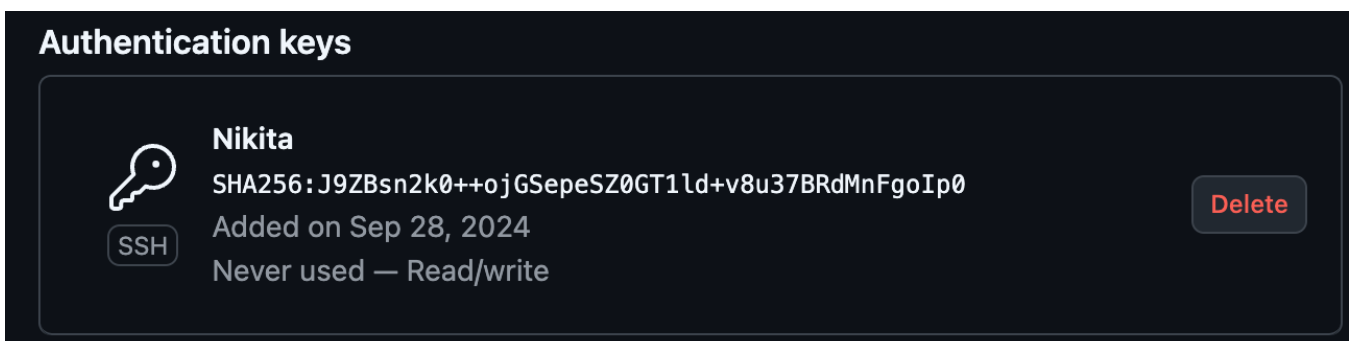 Authentication keys
Nikita
SHA256:J9ZBsn2k0++ojGSepeSZ0GT1ld+v8u37BRdMnFgoIp0
Added on Sep 28, 2024
Never used — Read/write
SSH
Delete